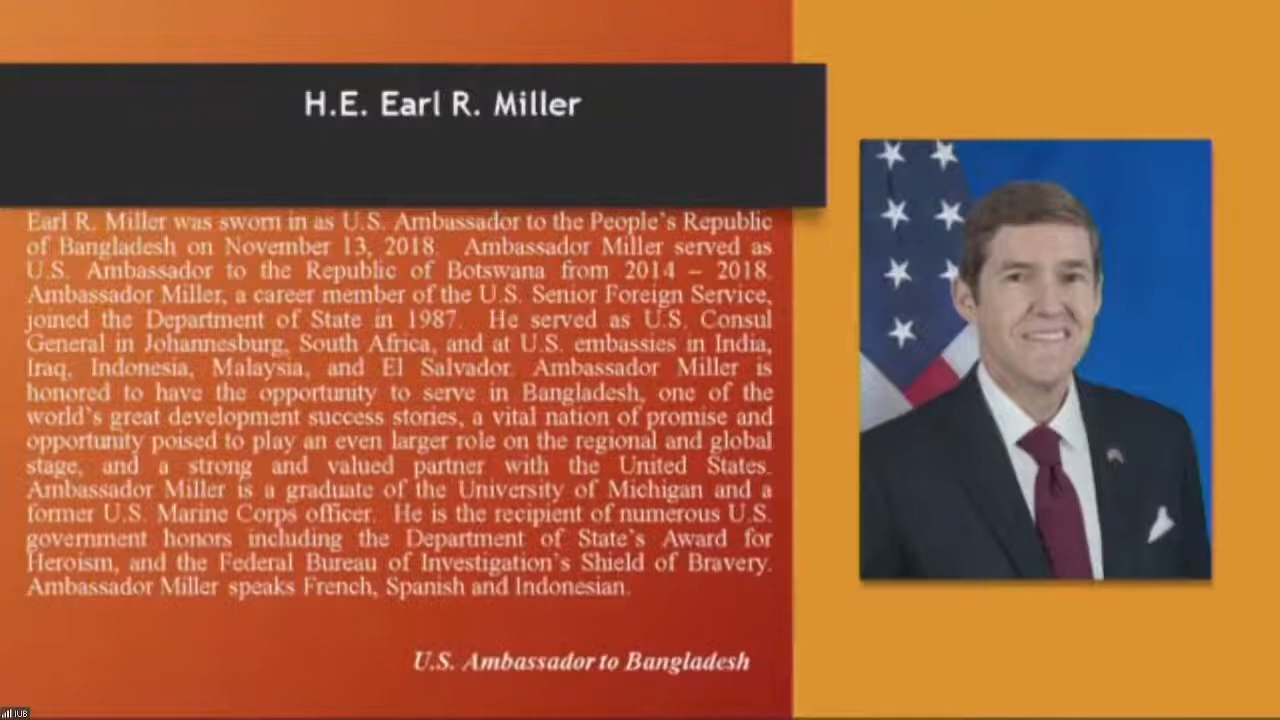 H.E. Earl R. Miller
Earl R. Miller was sworn in as U.S. Ambassador to the People's Republic
of Bangladesh on November 13, 2018. Ambassador Miller served as
U.S. Ambassador to the Republic of Botswana from 2014 – 2018.
Ambassador Miller, a career member of the U.S. Senior Foreign Service,
joined the Department of State in 1987. He served as U.S. Consul
General in Johannesburg, South Africa, and at U.S. embassies in India,
Iraq, Indonesia, Malaysia, and El Salvador. Ambassador Miller is
honored to have the opportunity to serve in Bangladesh, one of the
world's great development success stories, a vital nation of promise and
opportunity poised to play an even larger role on the regional and global
stage, and a strong and valued partner with the United States.
Ambassador Miller is a graduate of the University of Michigan and a
former U.S. Marine Corps officer. He is the recipient of numerous U.S.
government honors including the Department of State's Award for
Heroism, and the Federal Bureau of Investigation's Shield of Bravery.
Ambassador Miller speaks French, Spanish and Indonesian.
U.S. Ambassador to Bangladesh
IUB